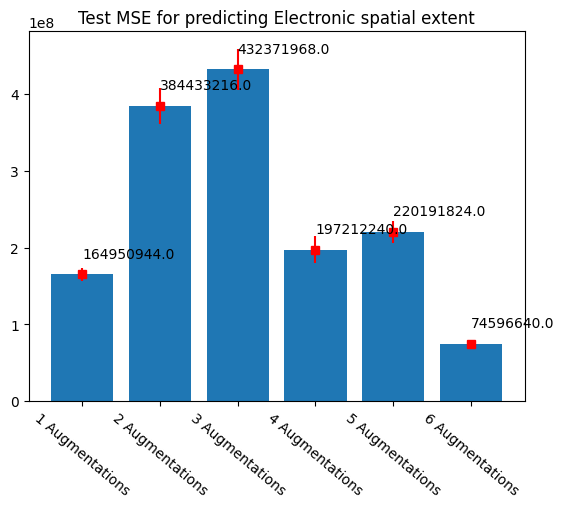 Test MSE for predicting Electronic spatial extent
1e8
4
3
2
1
0
164950944.0
384433216.0
432371968.0
197212240.0
220191824.0
74596640.0
1 Augmentations
2 Augmentations
3 Augmentations
4 Augmentations
5 Augmentations
6 Augmentations